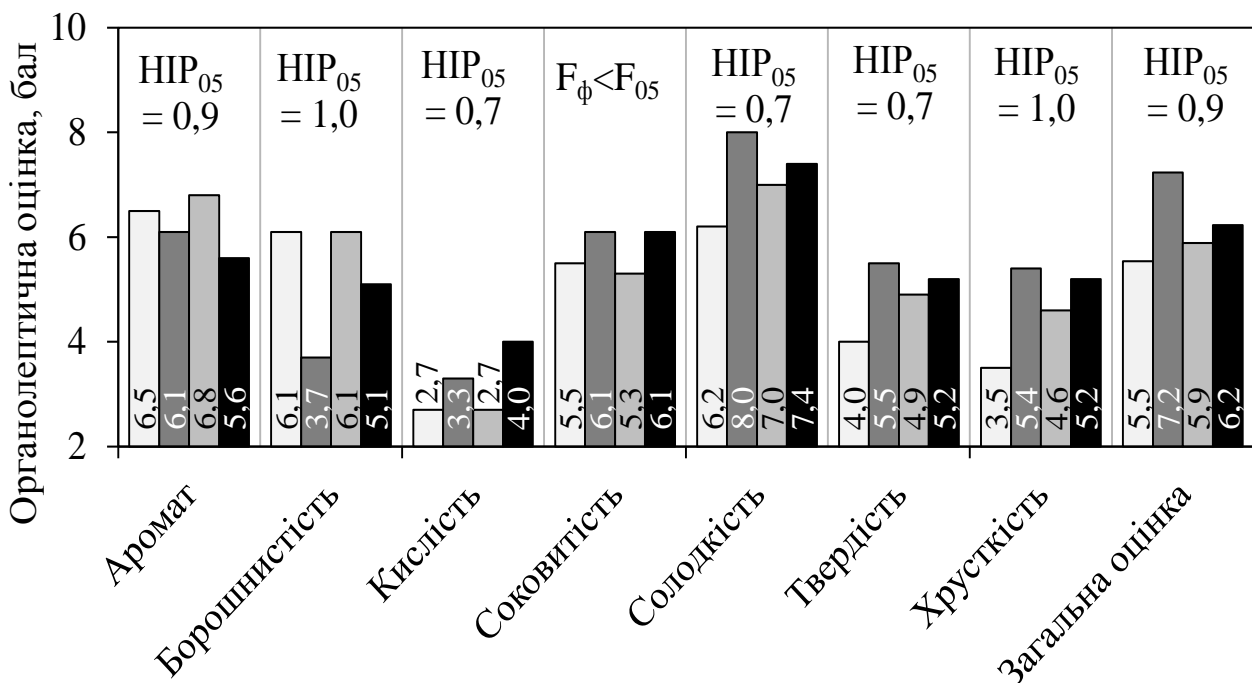 Органолептична оцінка, бал
10
8
6
4
2
НІР05
= 0,9
НІР05
= 1,0
НІР05
= 0,7
Fф<F05
НІР05
= 0,7
НІР05
= 0,7
НІР05
= 1,0
НІР05
= 0,9
6,5
6,1
6,8
5,6
6,1
3,7
6,1
5,1
2,7
3,3
2,7
4,0
5,5
6,1
5,3
6,1
6,2
8,0
7,0
7,4
4,0
5,5
4,9
5,2
3,5
5,4
4,6
5,2
5,5
7,2
5,9
6,2
Аромат
Борошнистість
Кислість
Соковитість
Солодкість
Твердість
Хрусткість
Загальна оцінка